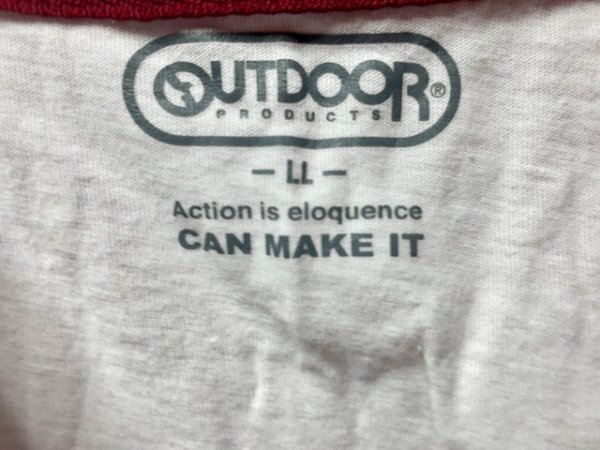 OUTDOOR®
PRODUCTS
– LL –
Action is eloquence
CAN MAKE IT